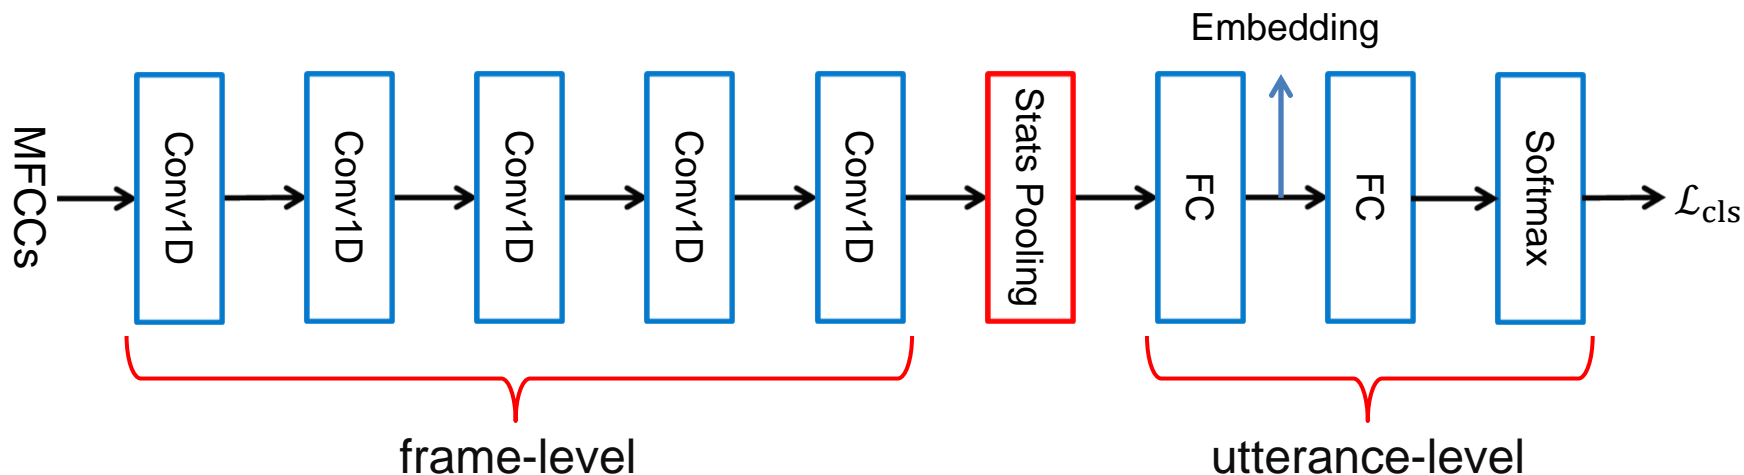 Embedding
MFCCs
Conv1D
Conv1D
Conv1D
Conv1D
Conv1D
Stats Pooling
FC
FC
Softmax
ℒcls
frame-level
utterance-level